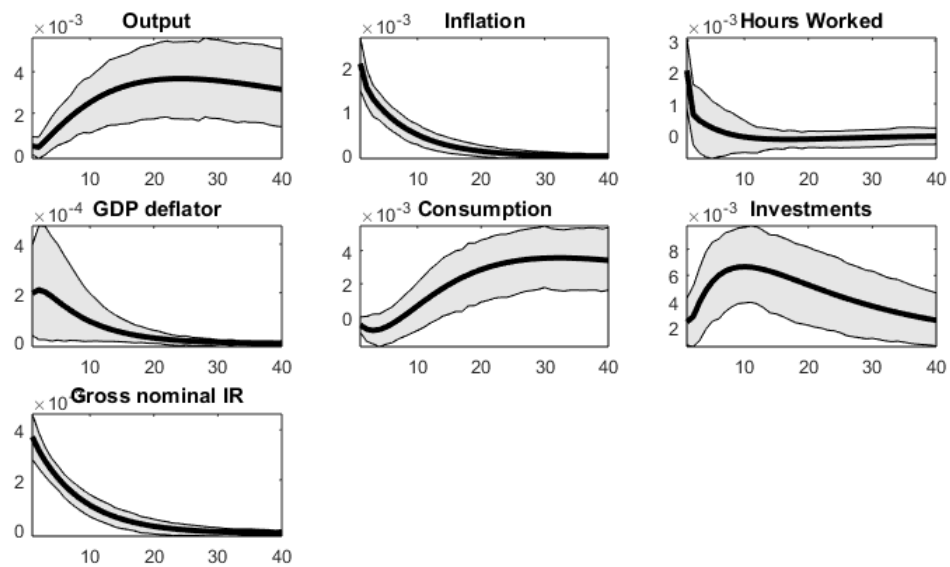 ×10⁻³ Output
4
2
0
10 20 30 40
×10⁻³ Inflation
2
1
0
10 20 30 40
×10⁻³ Hours Worked
3
2
1
0
10 20 30 40
×10⁻⁴ GDP deflator
4
2
0
10 20 30 40
×10⁻³ Consumption
4
2
0
10 20 30 40
×10⁻³ Investments
8
6
4
2
10 20 30 40
×10 Gross nominal IR
4
2
0
10 20 30 40